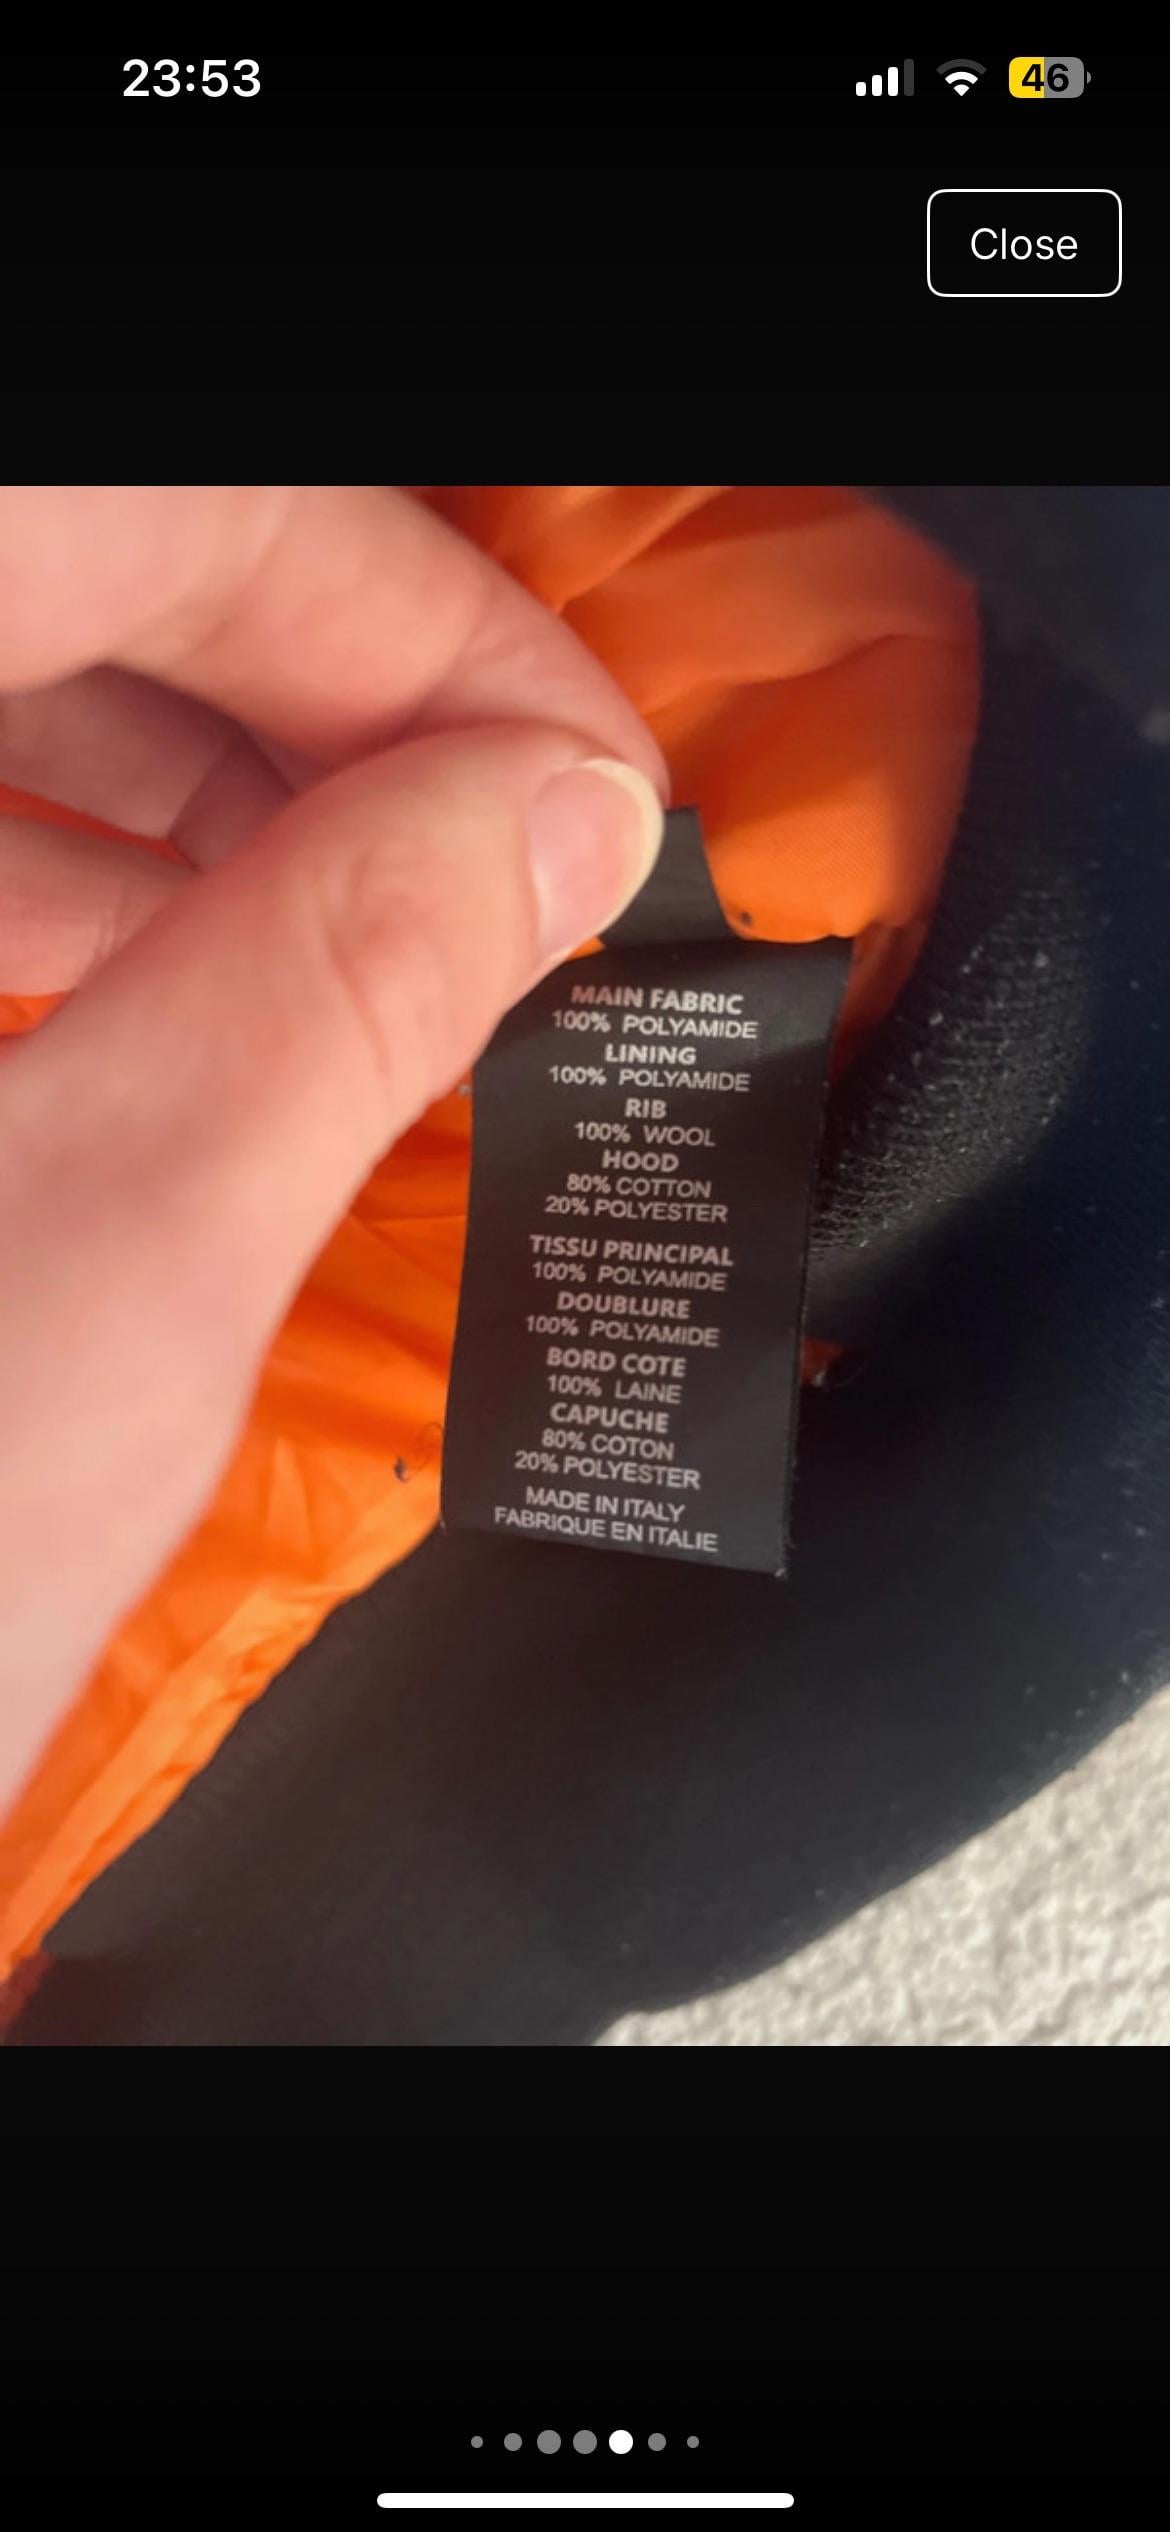 23:53
46
Close
MAIN FABRIC
100% POLYAMIDE
LINING
100% POLYAMIDE
RIB
100% WOOL
HOOD
80% COTTON
20% POLYESTER
TISSU PRINCIPAL
100% POLYAMIDE
DOUBLURE
100% POLYAMIDE
BORD COTE
100% LAINE
CAPUCHE
80% COTON
20% POLYESTER
MADE IN ITALY
FABRIQUE EN ITALIE